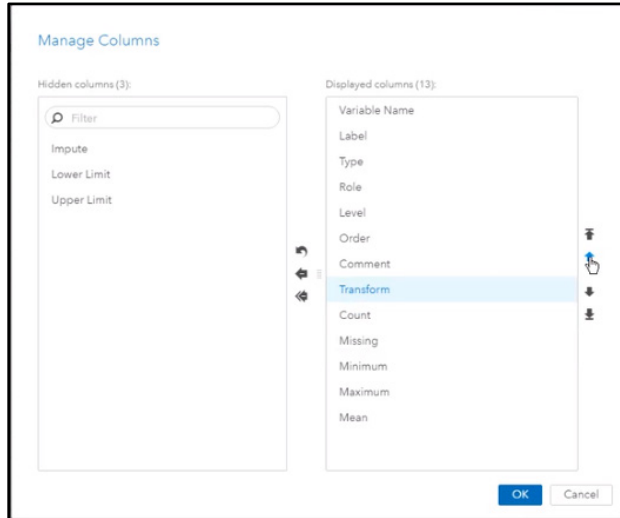 Manage Columns
Hidden columns (3):
Filter
Impute
Lower Limit
Upper Limit
Displayed columns (13):
Variable Name
Label
Type
Role
Level
Order
Comment
Transform
Count
Missing
Minimum
Maximum
Mean
OK
Cancel